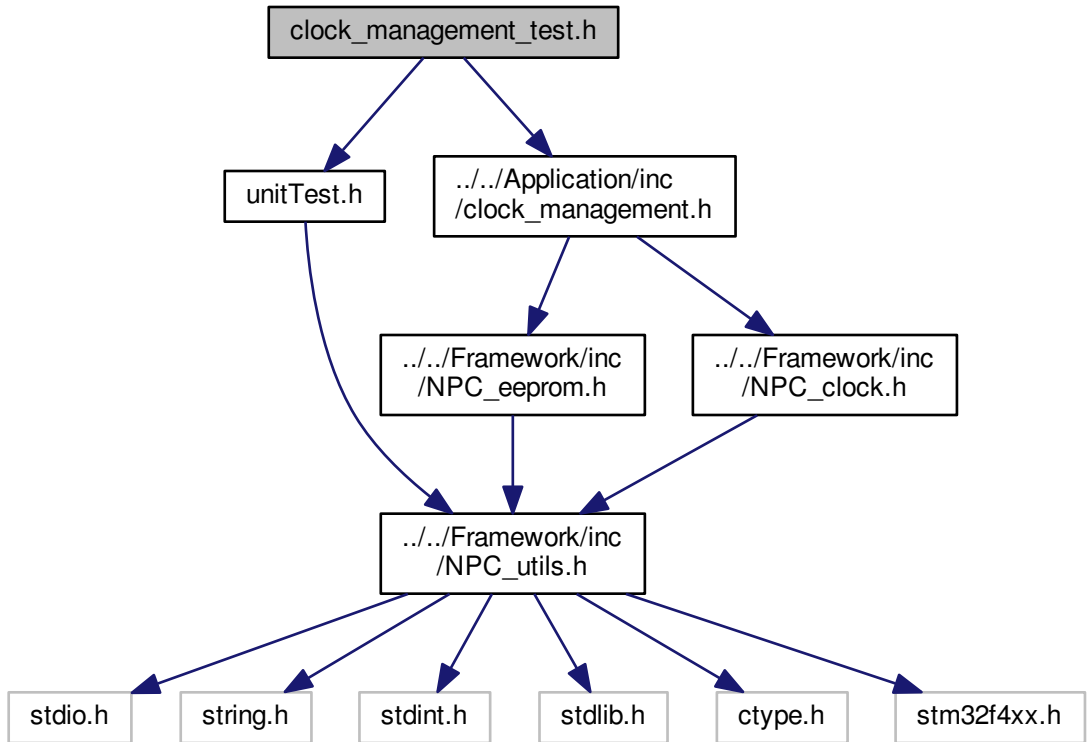 clock_management_test.h
unitTest.h
../../Application/inc
/clock_management.h
../../Framework/inc
/NPC_eeprom.h
../../Framework/inc
/NPC_clock.h
../../Framework/inc
/NPC_utils.h
stdio.h
string.h
stdint.h
stdlib.h
ctype.h
stm32f4xx.h